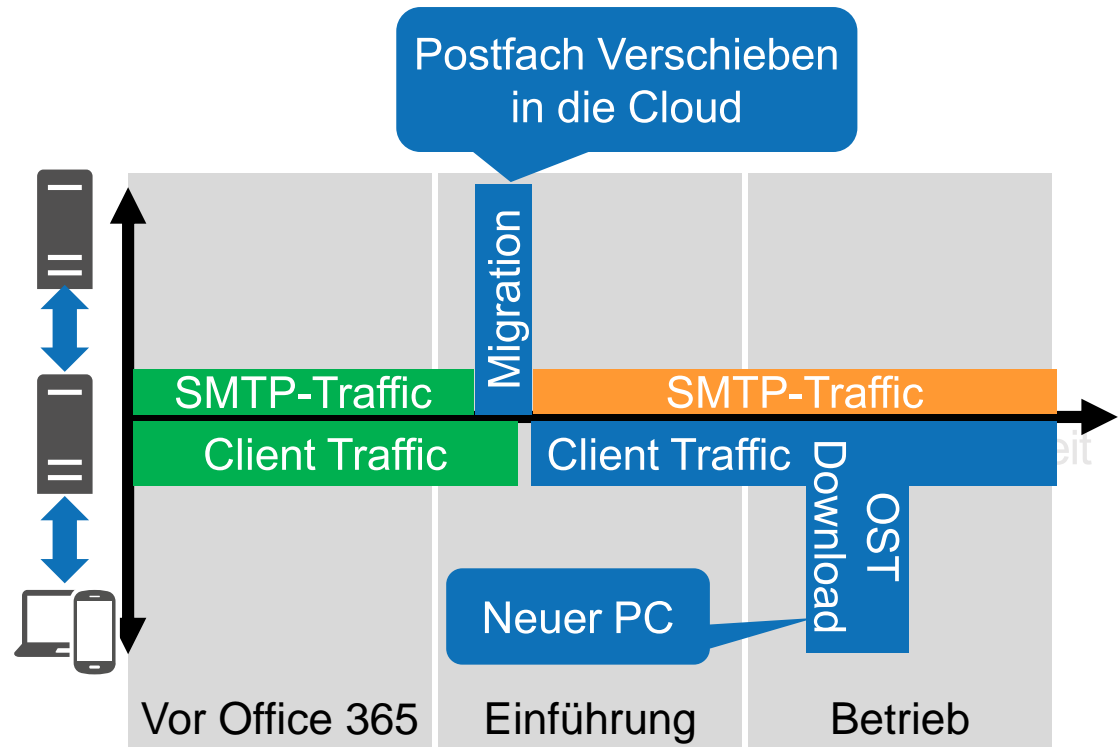 Postfach Verschieben
in die Cloud
Migration
SMTP-Traffic
SMTP-Traffic
Client Traffic
Client Traffic
eit
OST
Download
Neuer PC
Vor Office 365
Einführung
Betrieb